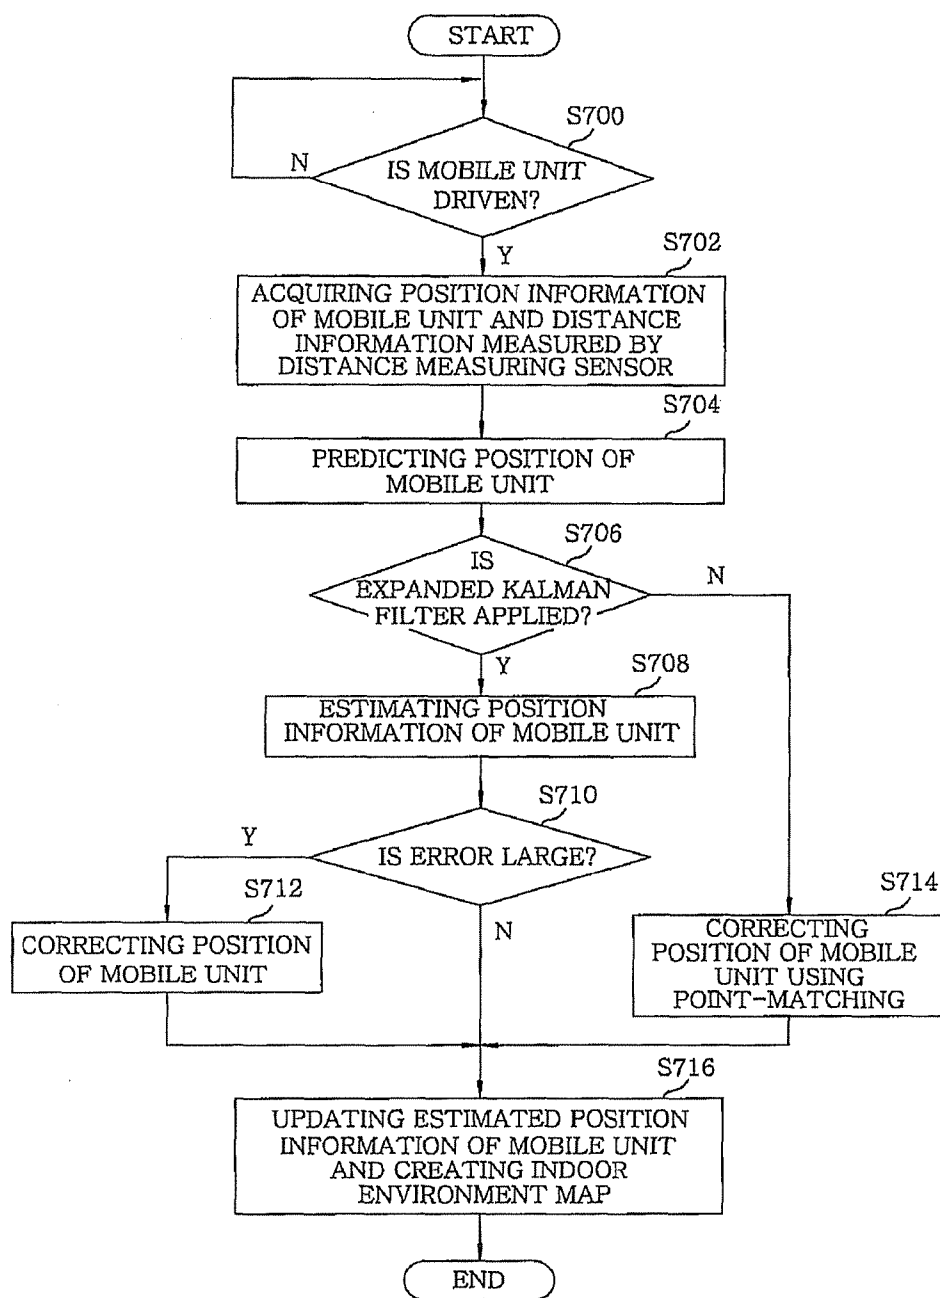 START
S700
N
IS MOBILE UNIT
DRIVEN?
Y
S702
ACQUIRING POSITION INFORMATION
OF MOBILE UNIT AND DISTANCE
INFORMATION MEASURED BY
DISTANCE MEASURING SENSOR
S704
PREDICTING POSITION OF
MOBILE UNIT
S706
IS
EXPANDED KALMAN
FILTER APPLIED?
N
Y
S708
ESTIMATING POSITION
INFORMATION OF MOBILE UNIT
S710
Y
IS ERROR LARGE?
N
S712
CORRECTING POSITION
OF MOBILE UNIT
S714
CORRECTING
POSITION OF MOBILE
UNIT USING
POINT-MATCHING
S716
UPDATING ESTIMATED POSITION
INFORMATION OF MOBILE UNIT
AND CREATING INDOOR
ENVIRONMENT MAP
END